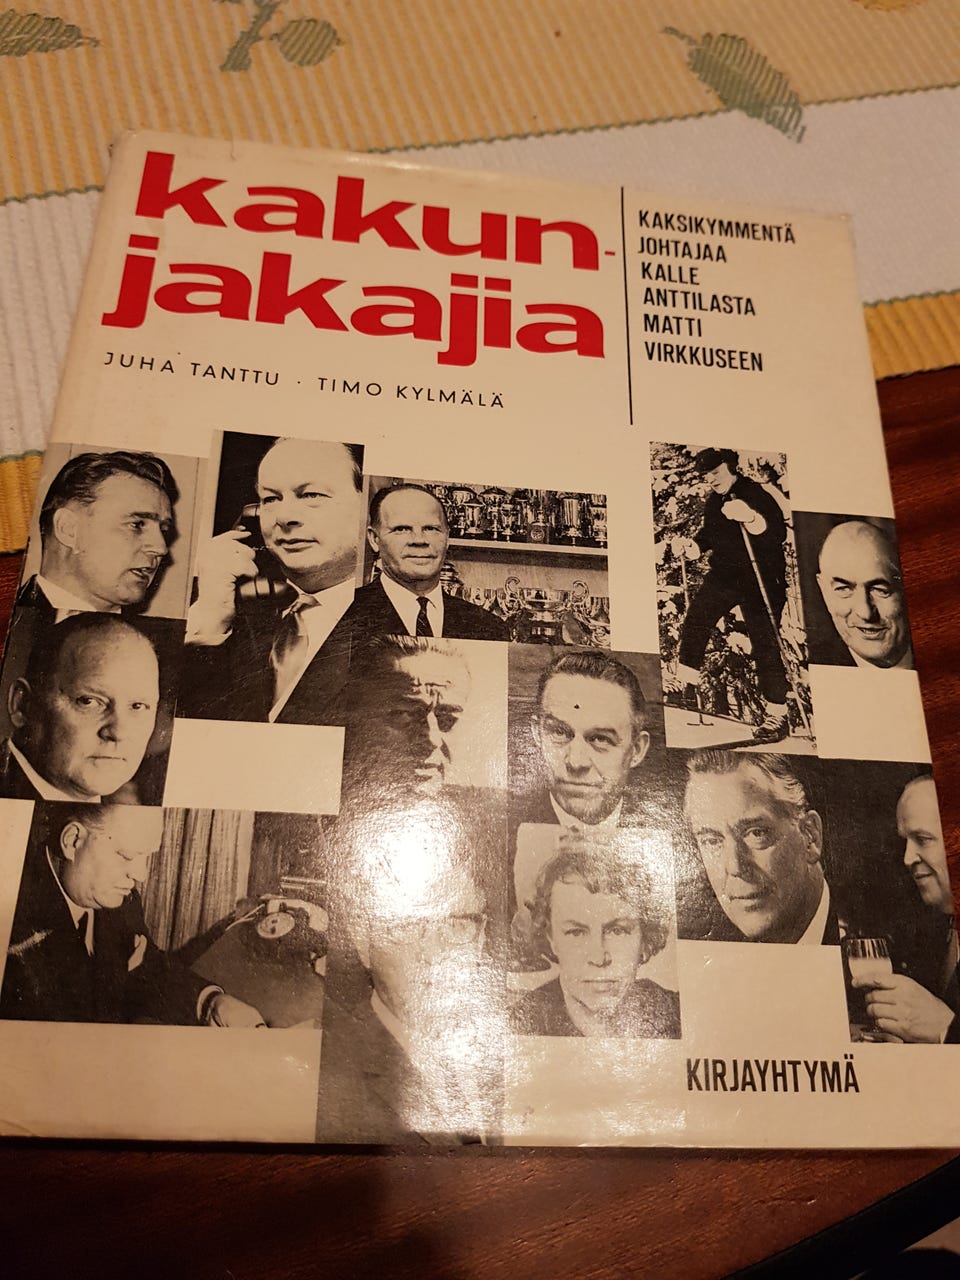 kakun-
jakajia
JUHA TANTTU · TIMO KYLMÄLÄ
KAKSIKYMMENTÄ
JOHTAJAA
KALLE
ANTTILASTA
MATTI
VIRKKUSEEN
KIRJAYHTYMÄ